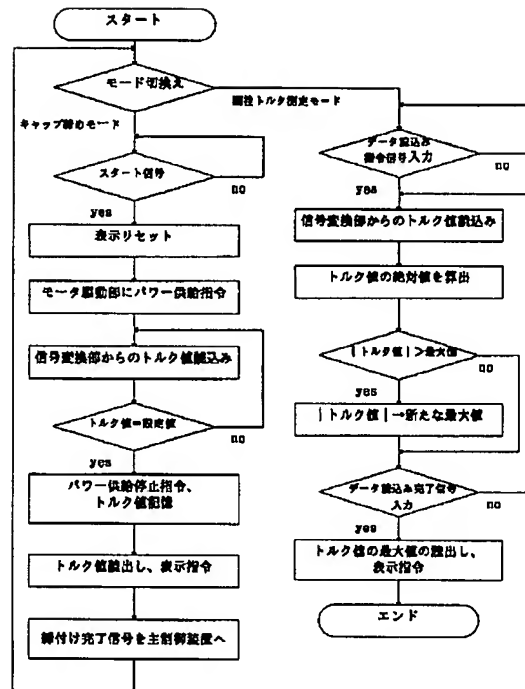 スタート
モード切換え
開栓トルク測定モード
キャップ締めモード
スタート信号
no
yes
表示リセット
モータ駆動部にパワー供給指令
信号変換部からのトルク値読込み
トルク値＝設定値
no
yes
パワー供給停止指令、
トルク値記憶
トルク値読出し、表示指令
締付け完了信号を主制御装置へ
データ読込み
指令信号入力
no
yes
信号変換部からのトルク値読込み
トルク値の絶対値を算出
｜トルク値｜＞最大値
no
yes
｜トルク値｜→新たな最大値
データ読込み完了信号
入力
no
yes
トルク値の最大値の読出し、
表示指令
エンド